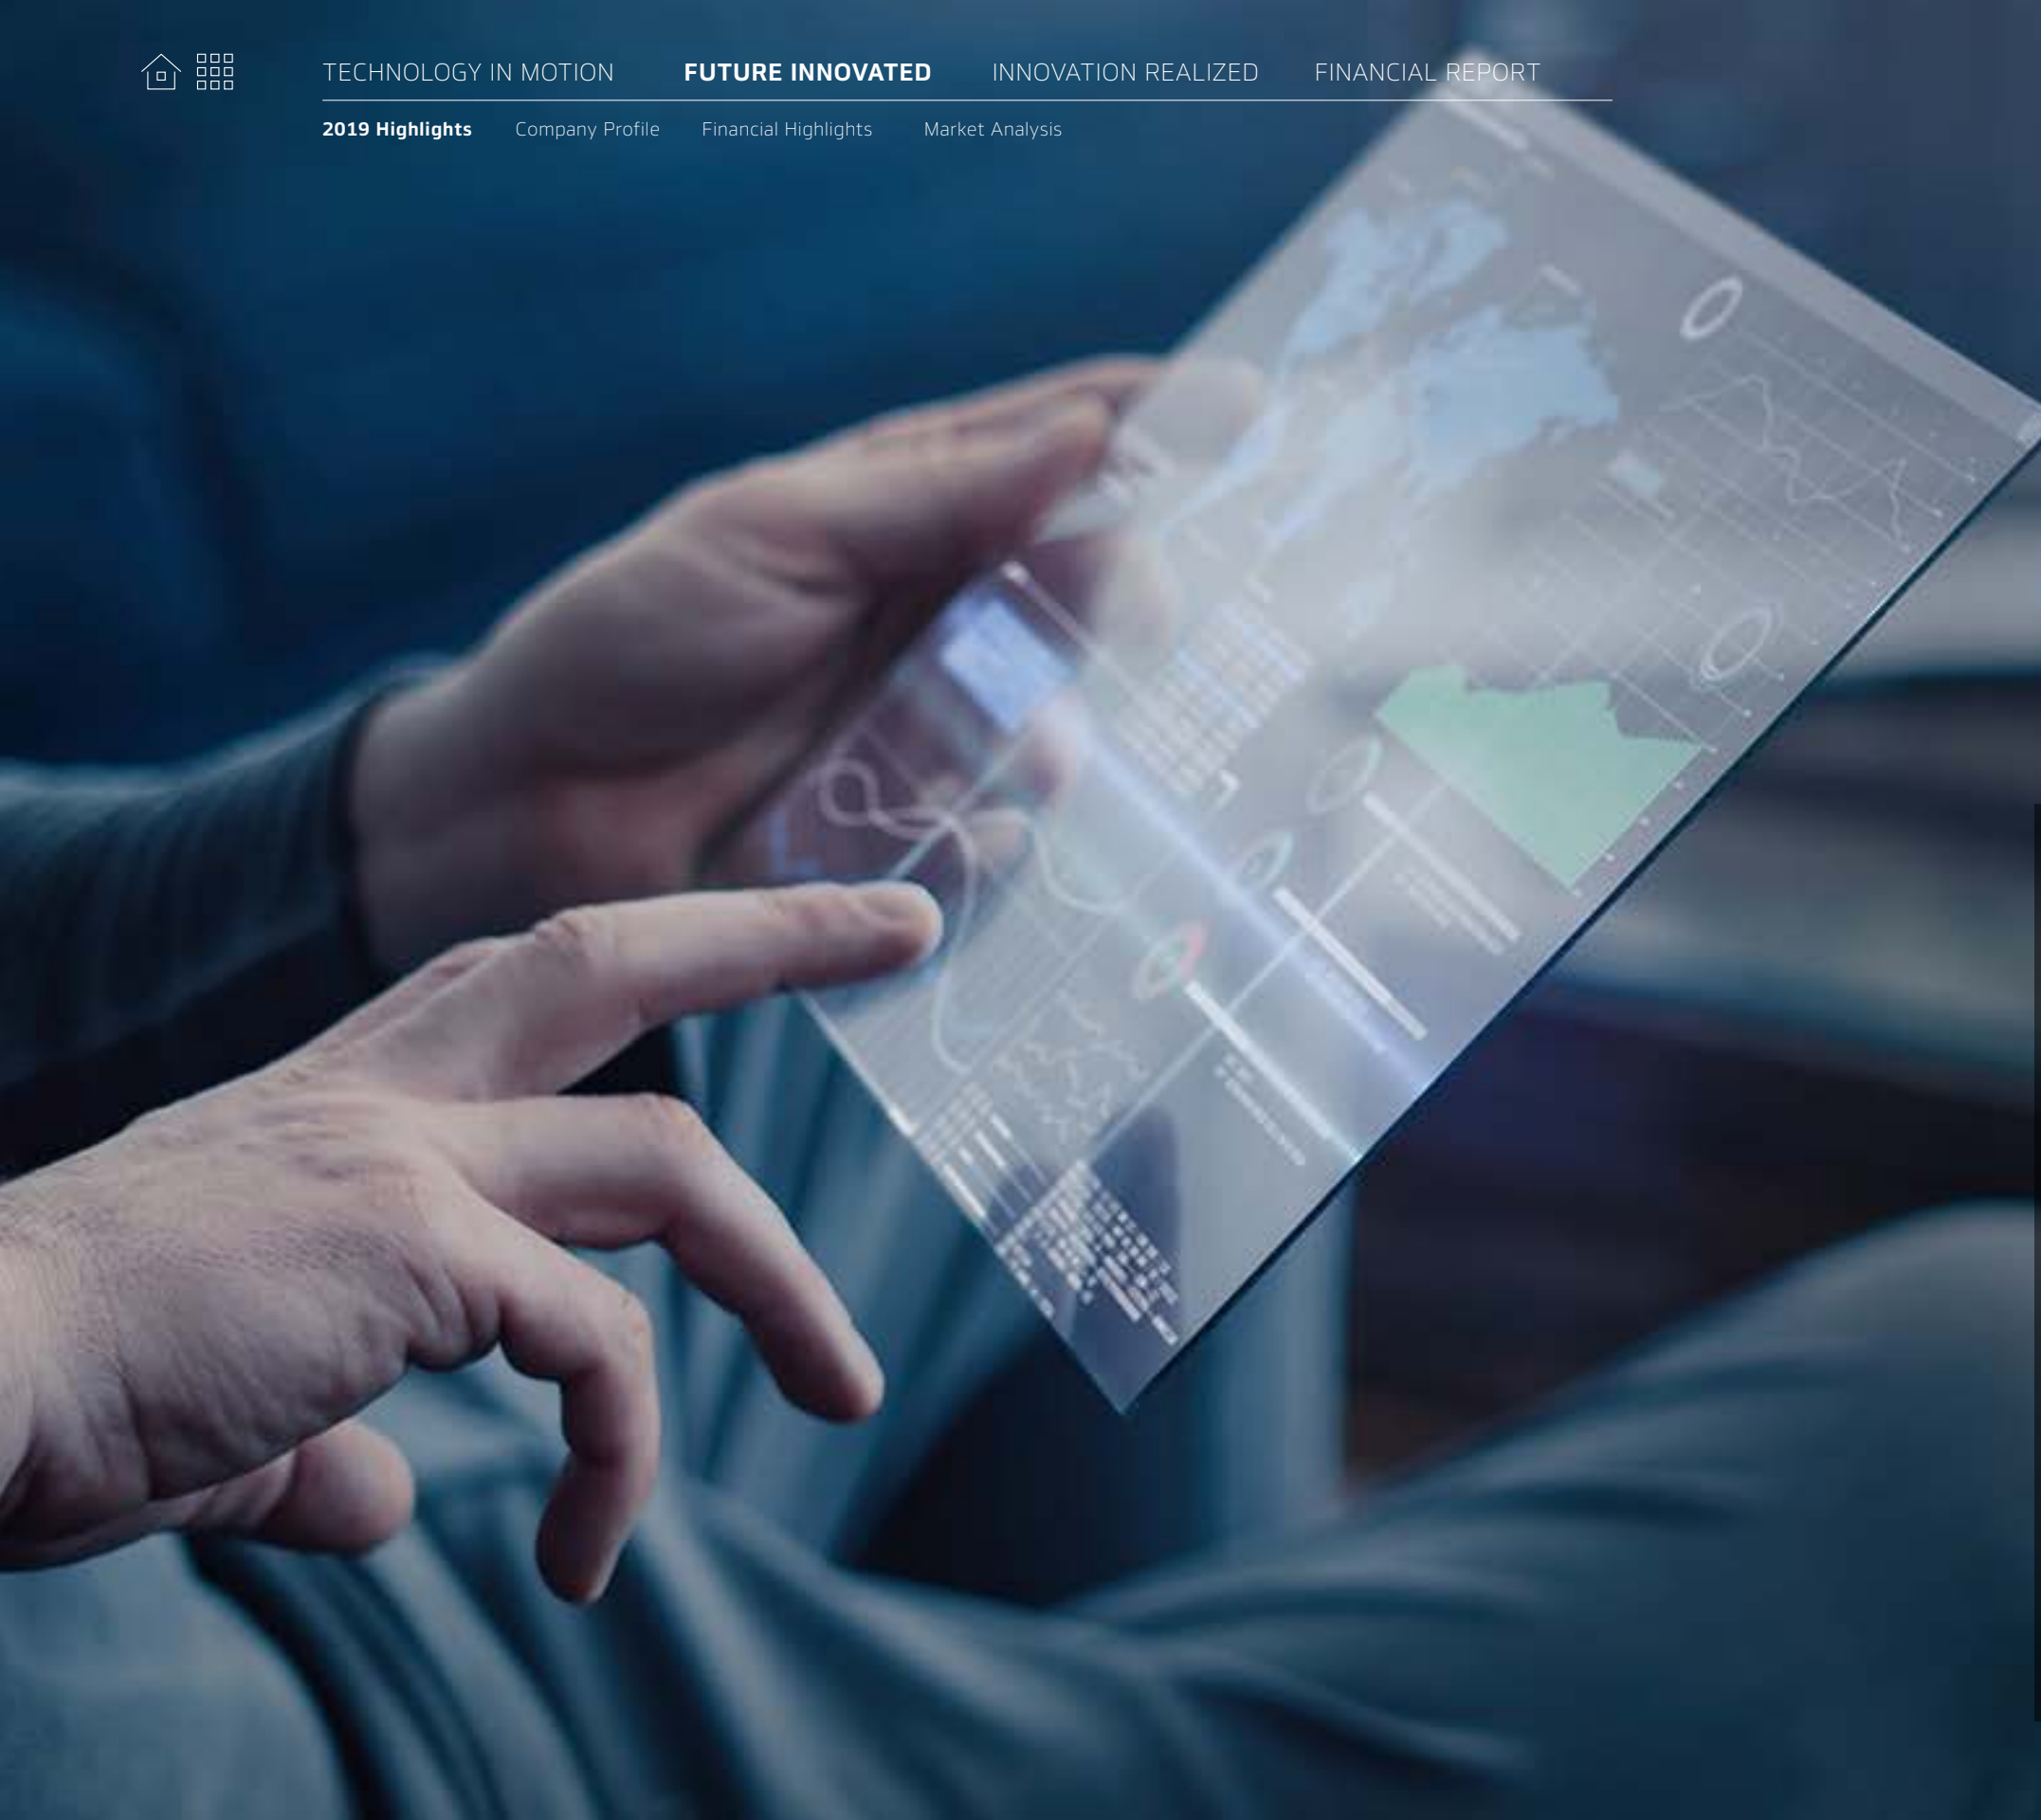 TECHNOLOGY IN MOTION FUTURE INNOVATED INNOVATION REALIZED FINANCIAL REPORT
2019 Highlights Company Profile Financial Highlights Market Analysis